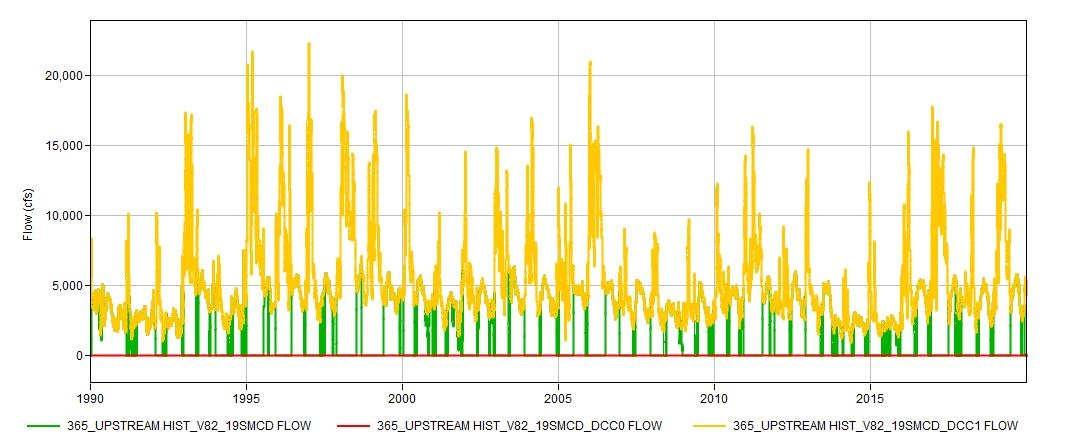 20,000
15,000
10,000
5,000
0
Flow (cfs)
1990 1995 2000 2005 2010 2015
365_UPSTREAM HIST_V82_19SMCD FLOW 365_UPSTREAM HIST_V82_19SMCD_DCC0 FLOW 365_UPSTREAM HIST_V82_19SMCD_DCC1 FLOW